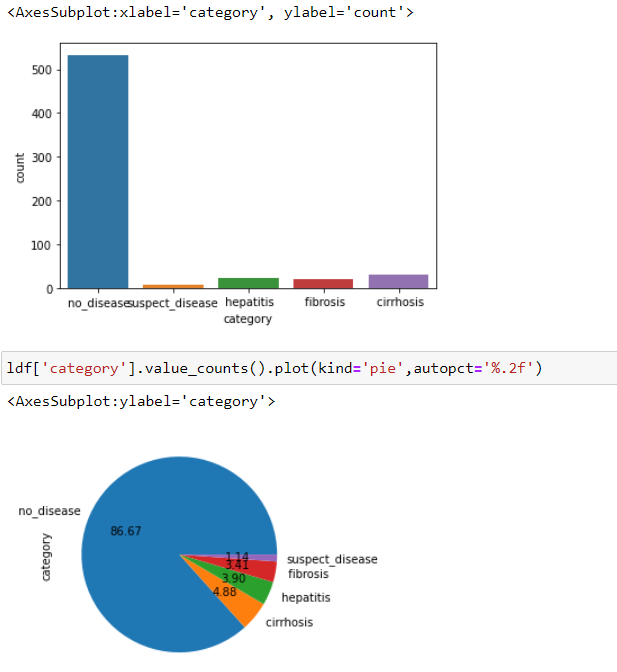 <AxesSubplot:xlabel='category', ylabel='count'>
500
400
300
200
100
0
count
no_disease suspect_disease hepatitis fibrosis cirrhosis
category
ldf['category'].value_counts().plot(kind='pie',autopct='%.2f')
<AxesSubplot:ylabel='category'>
no_disease
86.67
category
1.14
suspect_disease
3.41
fibrosis
3.90
hepatitis
4.88
cirrhosis